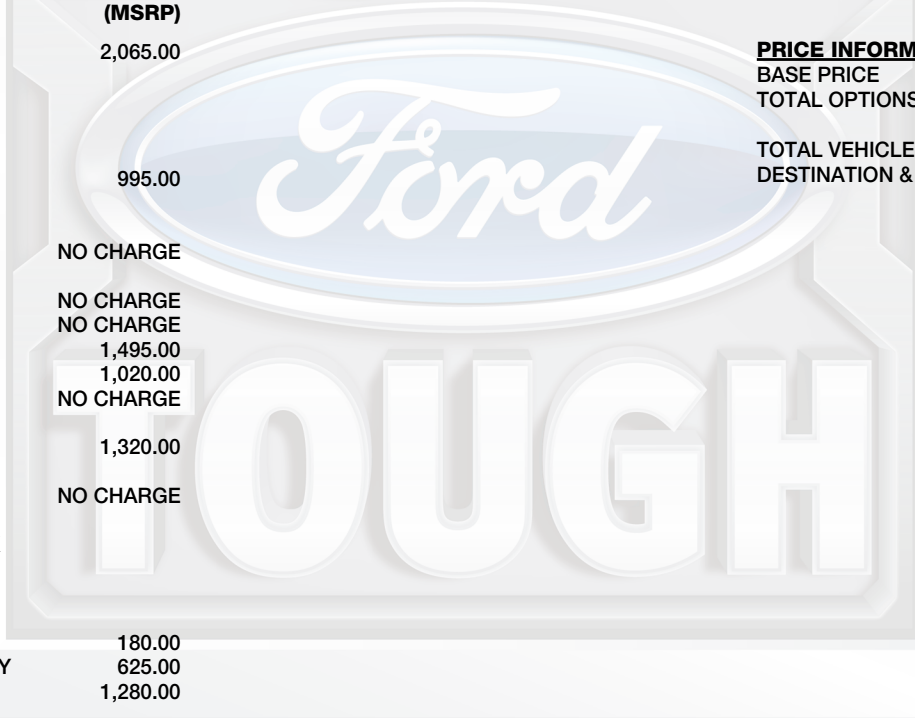 (MSRP)
2,065.00
995.00
NO CHARGE
NO CHARGE
NO CHARGE
1,495.00
1,020.00
NO CHARGE
1,320.00
NO CHARGE
180.00
Y 625.00
1,280.00
PRICE INFORM
BASE PRICE
TOTAL OPTIONS
TOTAL VEHICLE
DESTINATION &
Ford
TOUGH